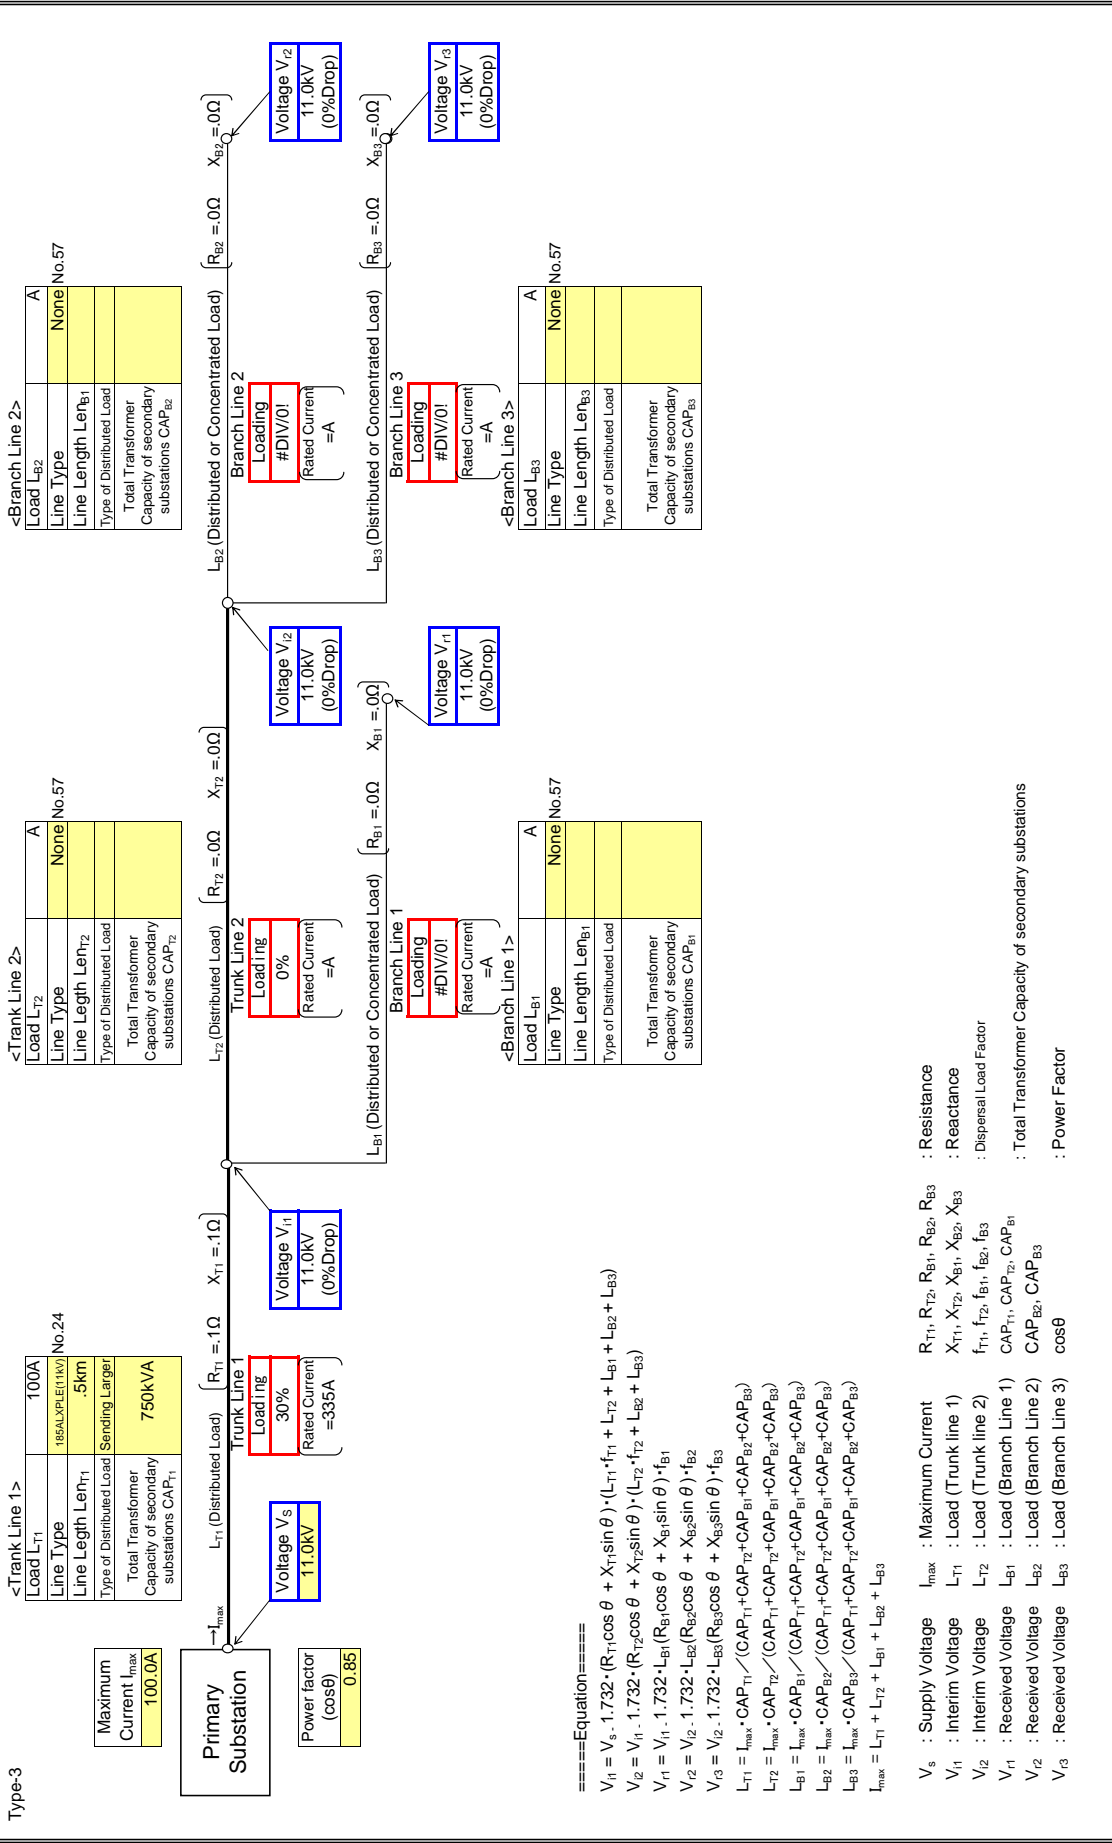 Type-3
<Trank Line 1>
Load LT1 100A
Line Type 185ALXPLE(11kV) No.24
Line Legth LenT1 .5km
Type of Distributed Load Sending Larger
Total Transformer
Capacity of secondary
substations CAPT1
750kVA
<Trank Line 2>
Load LT2 A
Line Type None No.57
Line Length LenT2
Type of Distributed Load
Total Transformer
Capacity of secondary
substations CAPT2
<Branch Line 2>
Load LB2 A
Line Type None No.57
Line Length LenB1
Type of Distributed Load
Total Transformer
Capacity of secondary
substations CAPB2
Maximum
Current Imax
100.0A
Primary
Substation
→Imax
Power factor
(cosθ)
0.85
Voltage VS
11.0kV
LT1 (Distributed Load) RT1 =.1Ω XT1 =.1Ω
Trunk Line 1
Loading
30%
Rated Current
=335A
Voltage Vi1
11.0kV
(0%Drop)
LT2 (Distributed Load) RT2 =.0Ω XT2 =.0Ω
Trunk Line 2
Loading
0%
Rated Current
=A
Voltage Vi2
11.0kV
(0%Drop)
LB2 (Distributed or Concentrated Load) RB2 =.0Ω XB2 =.0Ω
Branch Line 2
Loading
#DIV/0!
Rated Current
=A
Voltage Vr2
11.0kV
(0%Drop)
LB1 (Distributed or Concentrated Load) RB1 =.0Ω XB1 =.0Ω
Branch Line 1
Loading
#DIV/0!
Rated Current
=A
Voltage Vr1
11.0kV
(0%Drop)
LB3 (Distributed or Concentrated Load) RB3 =.0Ω XB3 =.0Ω
Branch Line 3
Loading
#DIV/0!
Rated Current
=A
Voltage Vr3
11.0kV
(0%Drop)
<Branch Line 1>
Load LB1 A
Line Type None No.57
Line Length LenB1
Type of Distributed Load
Total Transformer
Capacity of secondary
substations CAPB1
<Branch Line 3>
Load LB3 A
Line Type None No.57
Line Length LenB3
Type of Distributed Load
Total Transformer
Capacity of secondary
substations CAPB3
=====Equation=====
Vi1 = Vs - 1.732・(RT1cos θ + XT1sin θ)・(LT1・fT1 + LT2 + LB1 + LB2 + LB3)
Vi2 = Vi1 - 1.732・(RT2cos θ + XT2sin θ)・(LT2・fT2 + LB2 + LB3)
Vr1 = Vi1 - 1.732・LB1(RB1cos θ + XB1sin θ)・fB1
Vr2 = Vi2 - 1.732・LB2(RB2cos θ + XB2sin θ)・fB2
Vr3 = Vi2 - 1.732・LB3(RB3cos θ + XB3sin θ)・fB3
LT1 = Imax・CAPT1／(CAPT1+CAPT2+CAPB1+CAPB2+CAPB3)
LT2 = Imax・CAPT2／(CAPT1+CAPT2+CAPB1+CAPB2+CAPB3)
LB1 = Imax・CAPB1／(CAPT1+CAPT2+CAPB1+CAPB2+CAPB3)
LB2 = Imax・CAPB2／(CAPT1+CAPT2+CAPB1+CAPB2+CAPB3)
LB3 = Imax・CAPB3／(CAPT1+CAPT2+CAPB1+CAPB2+CAPB3)
Imax = LT1 + LT2 + LB1 + LB2 + LB3
Vs : Supply Voltage Imax : Maximum Current RT1, RT2, RB1, RB2, RB3 : Resistance
Vi1 : Interim Voltage LT1 : Load (Trunk line 1) XT1, XT2, XB1, XB2, XB3 : Reactance
Vi2 : Interim Voltage LT2 : Load (Trunk line 2) fT1, fT2, fB1, fB2, fB3 : Dispersal Load Factor
Vr1 : Received Voltage LB1 : Load (Branch Line 1) CAPT1, CAPT2, CAPB1 : Total Transformer Capacity of secondary substations
Vr2 : Received Voltage LB2 : Load (Branch Line 2) CAPB2, CAPB3
Vr3 : Received Voltage LB3 : Load (Branch Line 3) cosθ : Power Factor